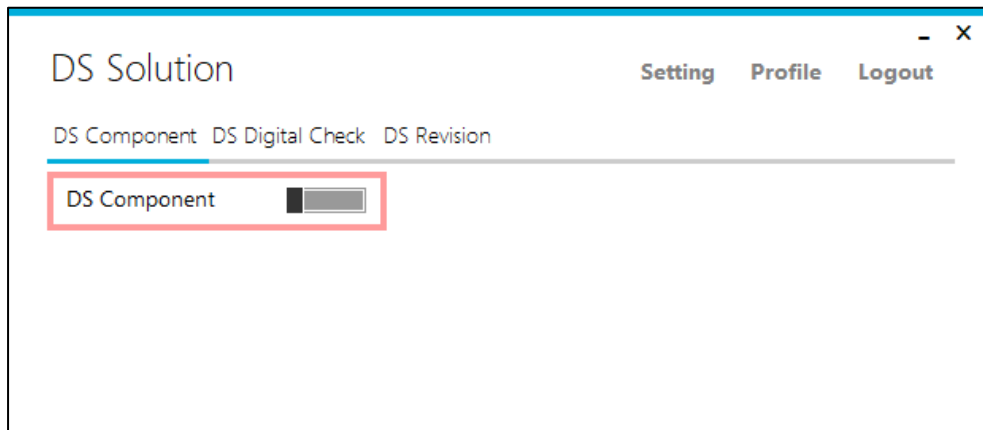 DS Solution
Setting Profile Logout
DS Component DS Digital Check DS Revision
DS Component